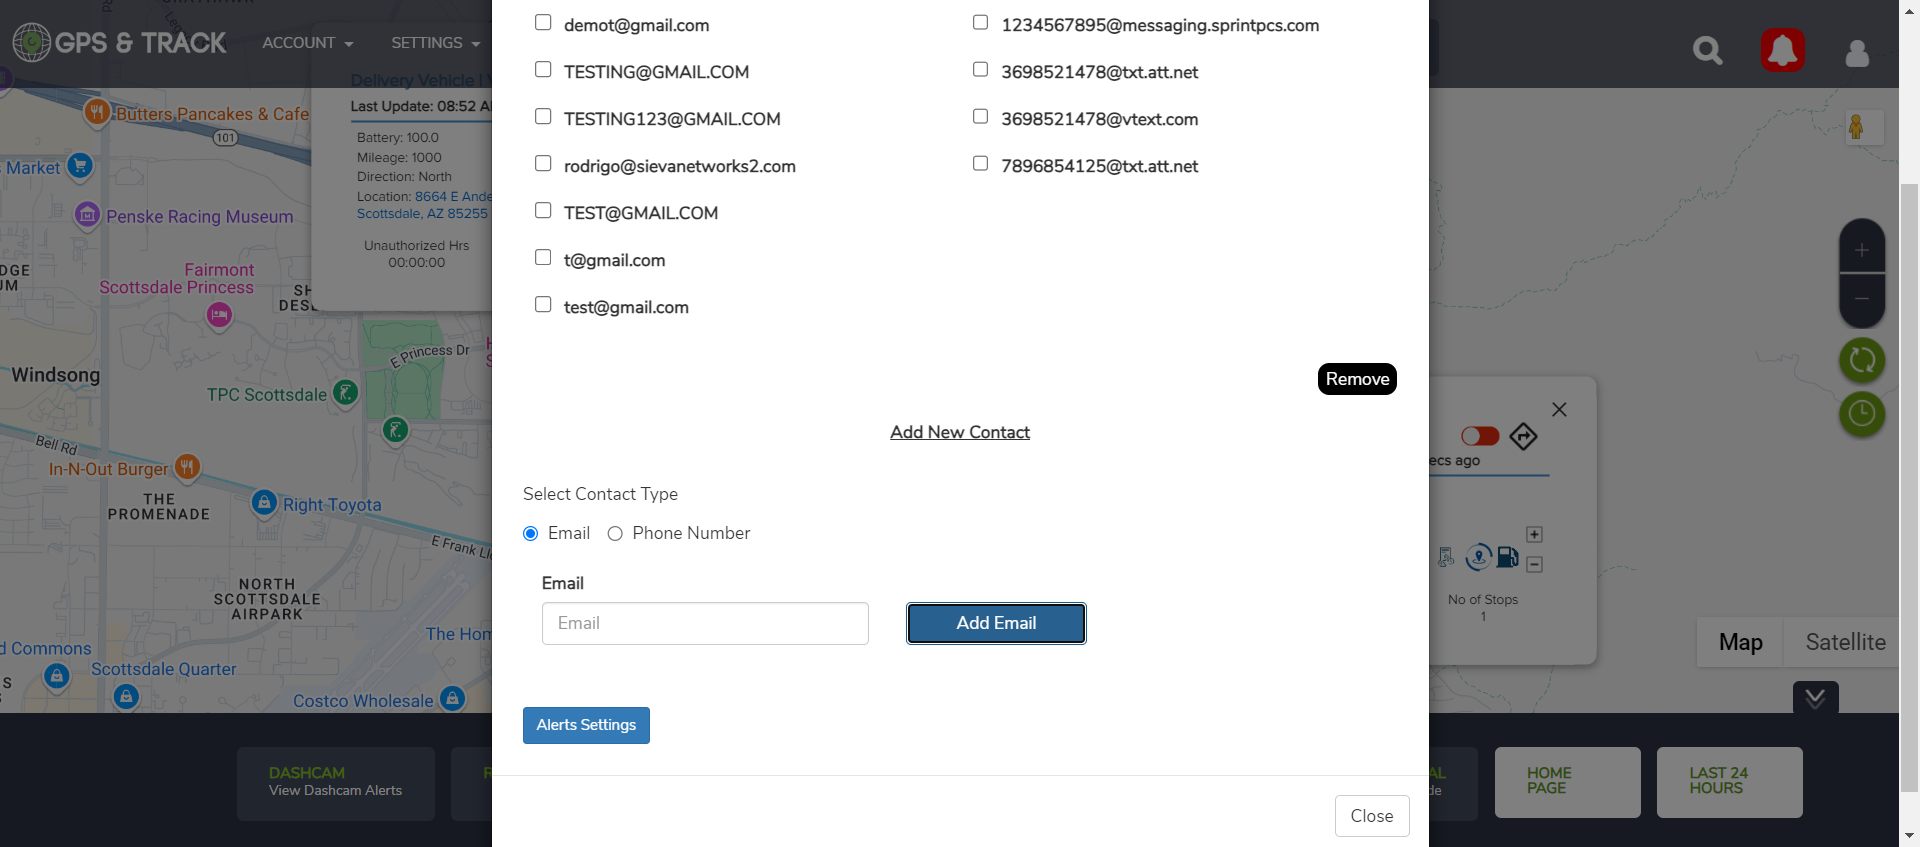 GPS & TRACK
ACCOUNT
SETTINGS
Delivery Vehicle
Last Update: 08:52
Battery: 100.0
Mileage: 1000
Direction: North
Location: 8664 E Ande
Scottsdale, AZ 85255
Unauthorized Hrs
00:00:00
Butters Pancakes & Cafe
101
s Market
Penske Racing Museum
Fairmont
Scottsdale Princess
E Princess Dr
Windsong
TPC Scottsdale
Bell Rd
In-N-Out Burger
THE
PROMENADE
Right Toyota
E Frank Ll
NORTH
SCOTTSDALE
AIRPARK
The Hom
d Commons
Scottsdale Quarter
Costco Wholesale
demot@gmail.com
1234567895@messaging.sprintpcs.com
TESTING@GMAIL.COM
3698521478@txt.att.net
TESTING123@GMAIL.COM
3698521478@vtext.com
rodrigo@sievanetworks2.com
7896854125@txt.att.net
TEST@GMAIL.COM
t@gmail.com
test@gmail.com
Remove
Add New Contact
Select Contact Type
Email
Phone Number
Email
Email
Add Email
Alerts Settings
Close
ecs ago
No of Stops
1
Map
Satellite
DASHCAM
View Dashcam Alerts
R
AL
de
HOME
PAGE
LAST 24
HOURS